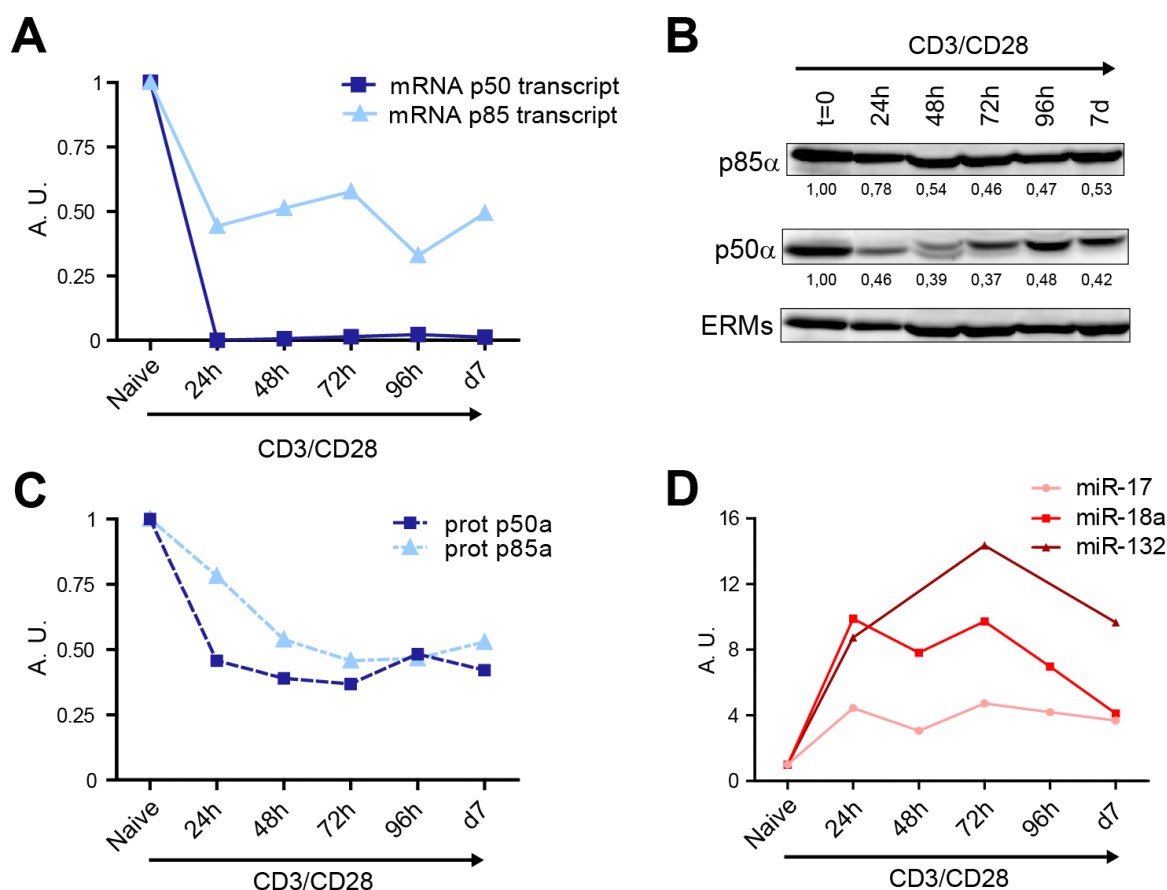 A
mRNA p50 transcript
mRNA p85 transcript
A. U.
1
0.75
0.50
0.25
0
Naive 24h 48h 72h 96h d7
CD3/CD28
B
CD3/CD28
t=0 24h 48h 72h 96h 7d
p85α
1,00 0,78 0,54 0,46 0,47 0,53
p50α
1,00 0,46 0,39 0,37 0,48 0,42
ERMs
C
prot p50a
prot p85a
A. U.
1
0.75
0.50
0.25
0
Naive 24h 48h 72h 96h d7
CD3/CD28
D
miR-17
miR-18a
miR-132
A. U.
16
12
8
4
0
Naive 24h 48h 72h 96h d7
CD3/CD28